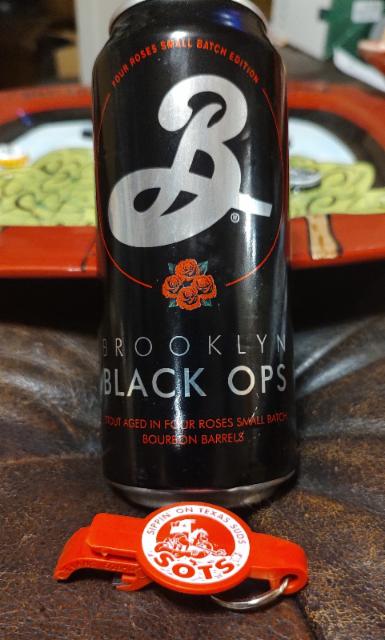 FOUR ROSES SMALL BATCH EDITION
B
®
BROOKLYN
BLACK OPS
STOUT AGED IN FOUR ROSES SMALL BATCH
BOURBON BARRELS
SIPPIN ON TEXAS SUDS
SOTS